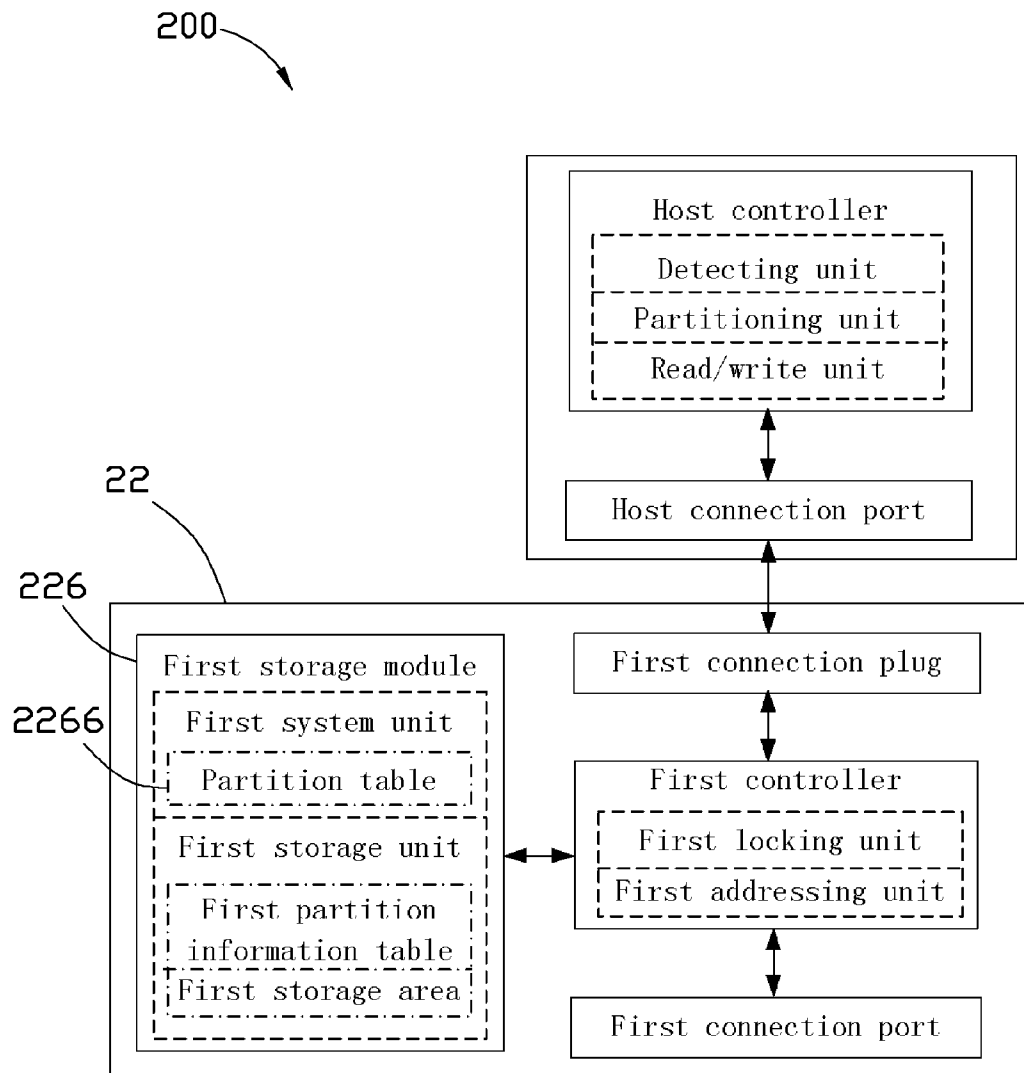 200
Host controller
Detecting unit
Partitioning unit
Read/write unit
Host connection port
22
226
2266
First storage module
First system unit
Partition table
First storage unit
First partition
information table
First storage area
First connection plug
First controller
First locking unit
First addressing unit
First connection port